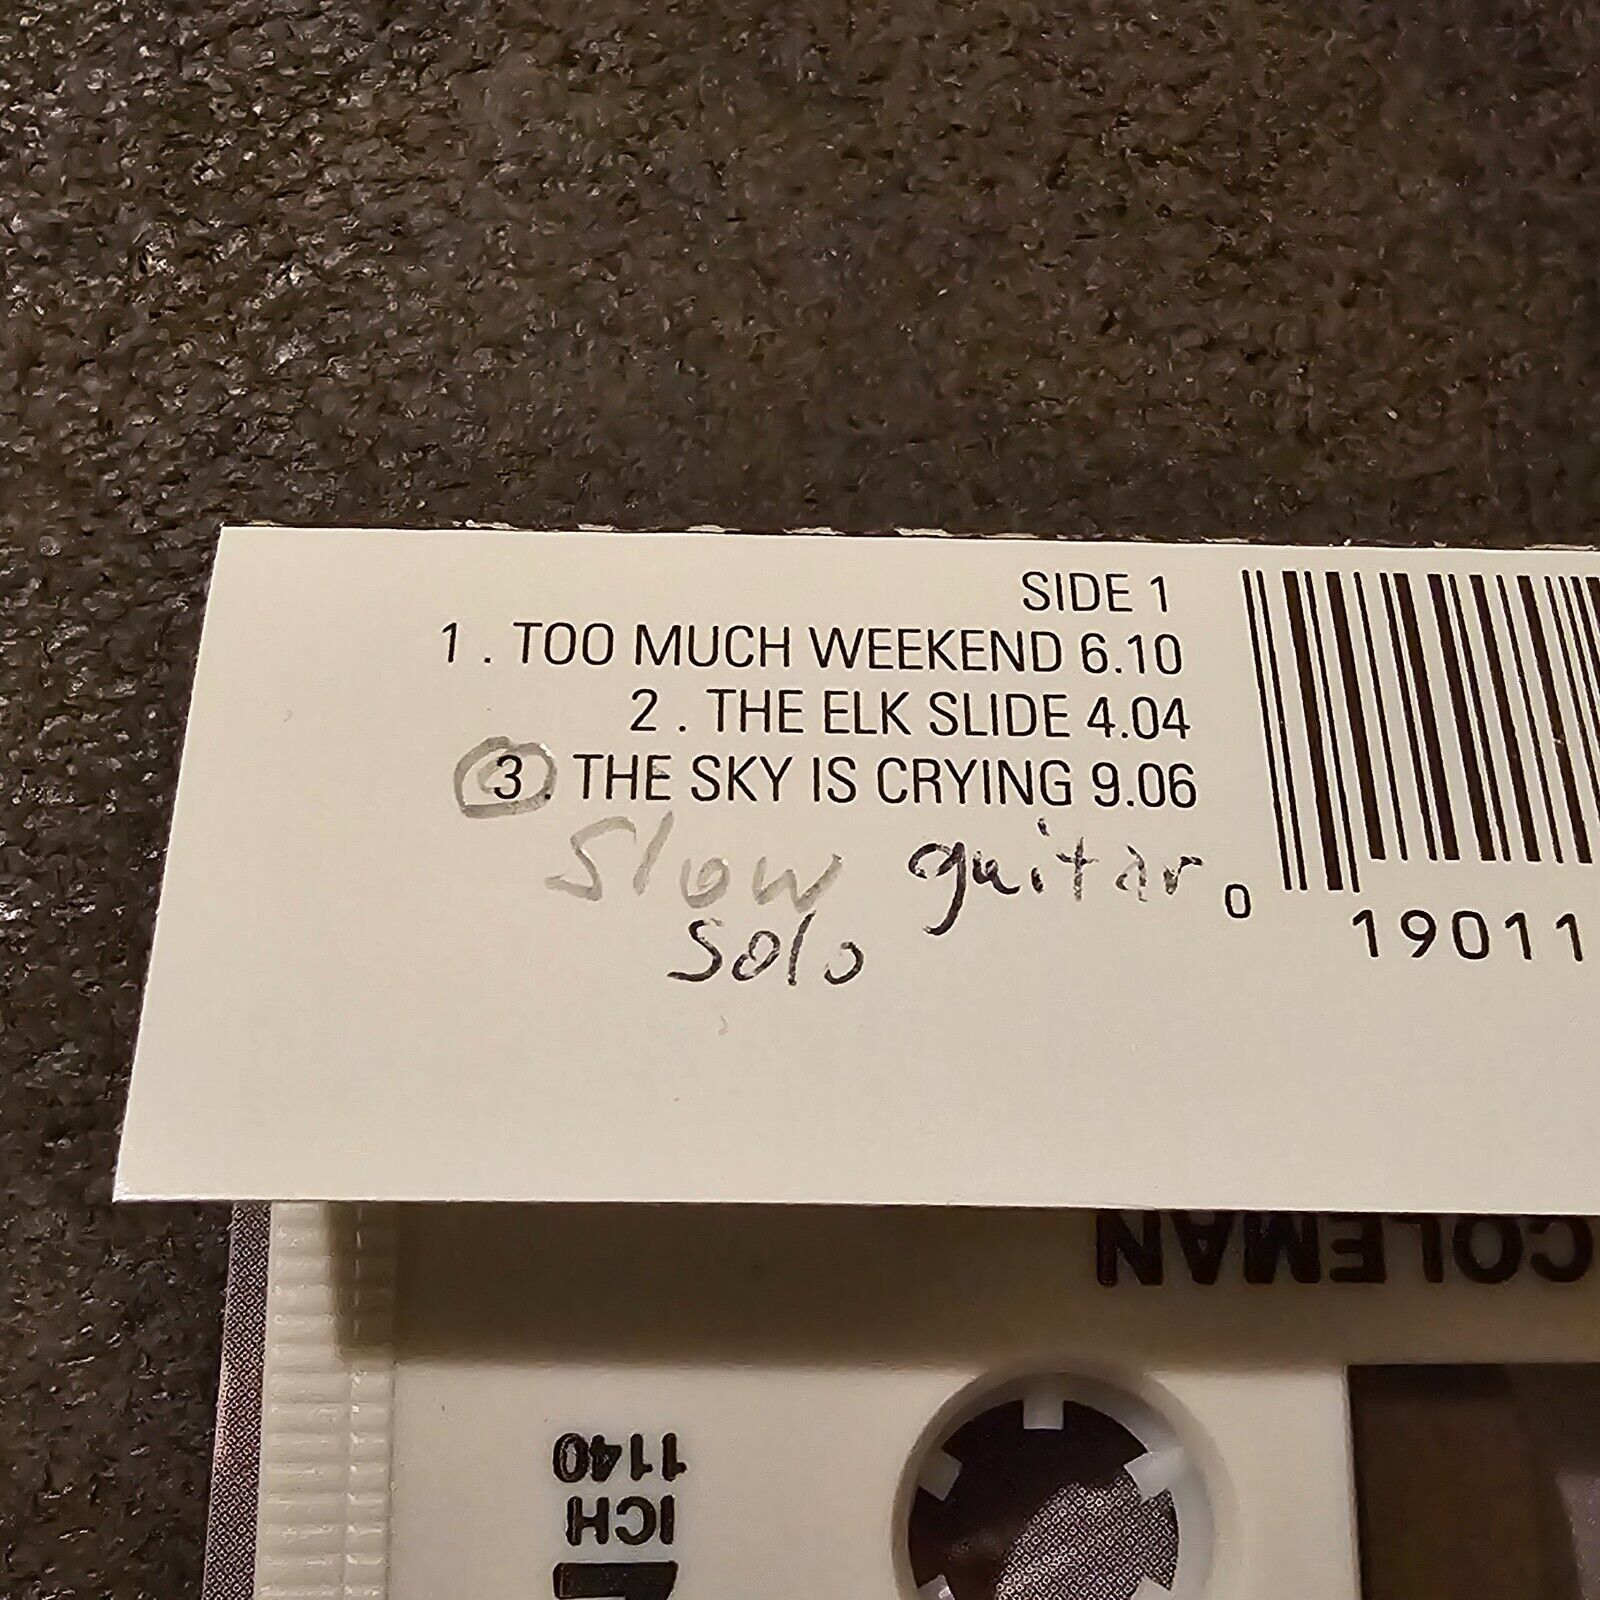 SIDE 1
1 . TOO MUCH WEEKEND 6.10
2 . THE ELK SLIDE 4.04
3 . THE SKY IS CRYING 9.06
Slow guitar
solo
0 19011
COLEMAN
ICH
1140